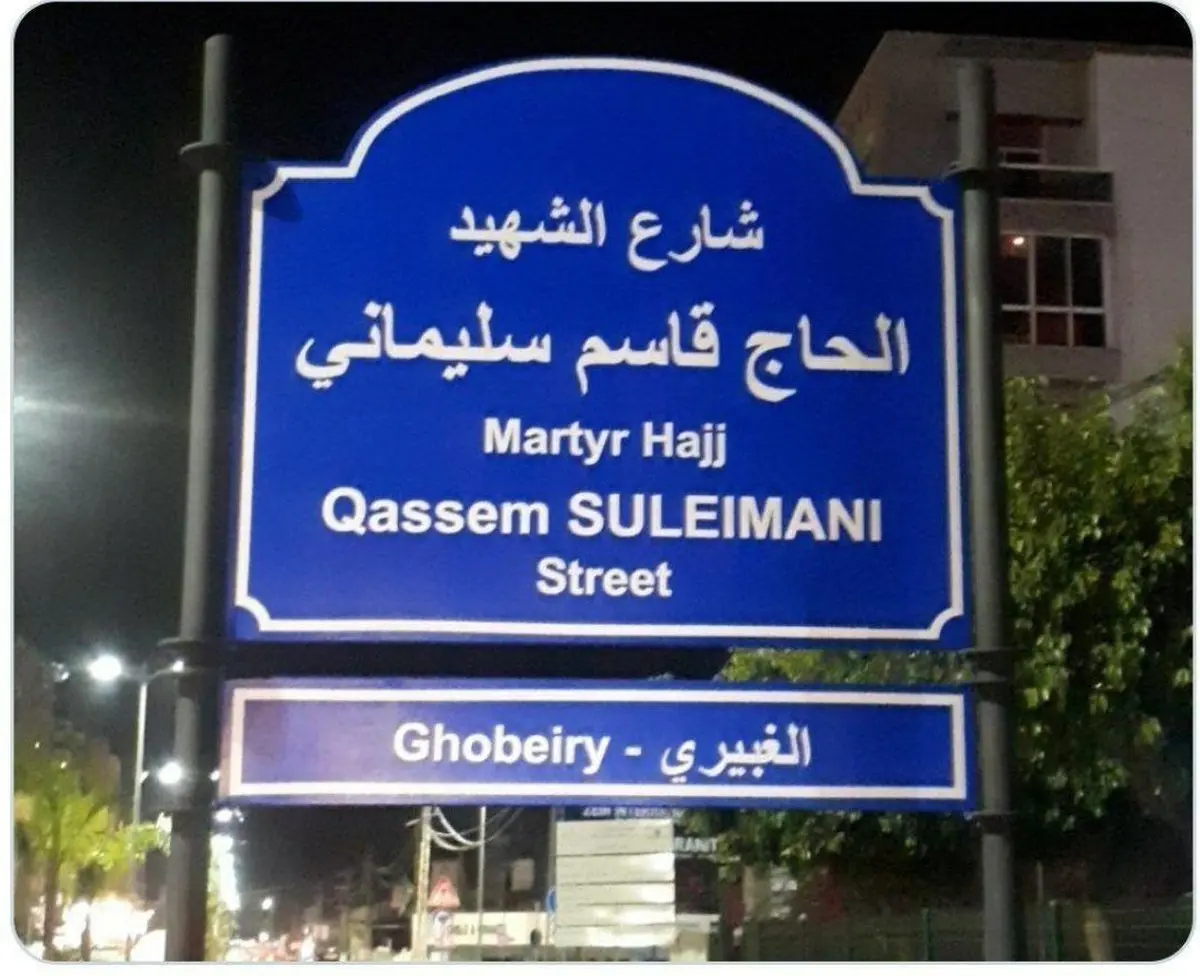 شارع الشهيد
الحاج قاسم سليماني
Martyr Hajj
Qassem SULEIMANI
Street
Ghobeiry - الغبيري